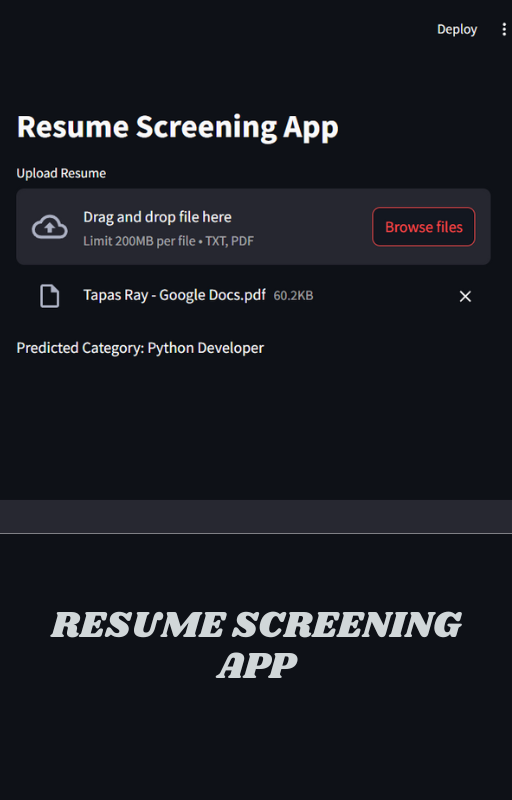 Deploy
Resume Screening App
Upload Resume
Drag and drop file here
Browse files
Limit 200MB per file • TXT, PDF
Tapas Ray - Google Docs.pdf 60.2KB
Predicted Category: Python Developer
RESUME SCREENING
APP